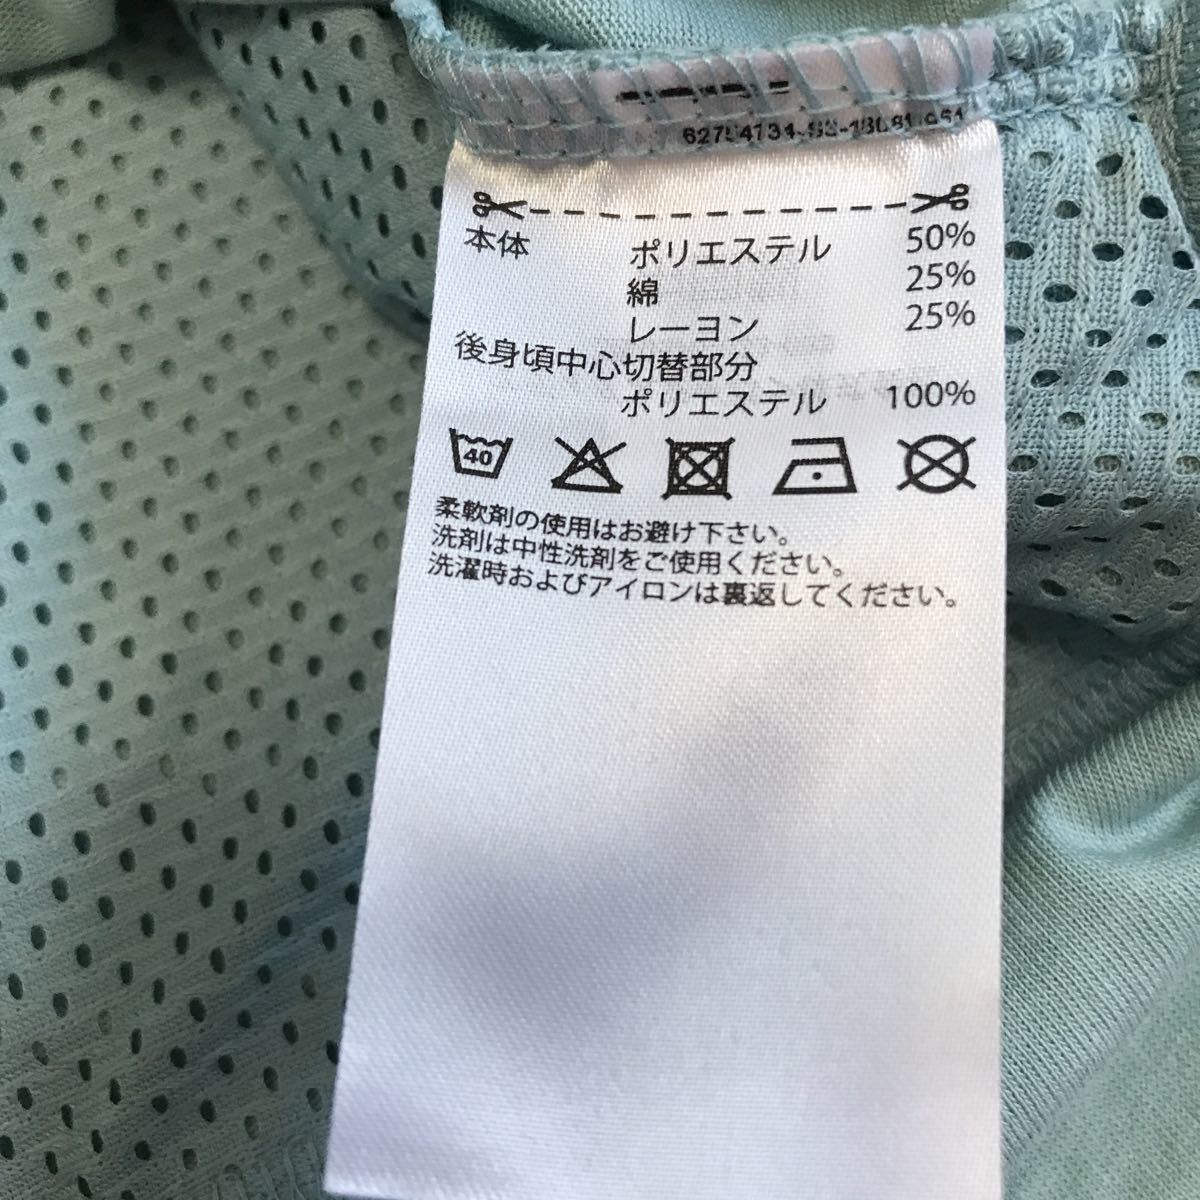 本体 ポリエステル 50%
綿 25%
レーヨン 25%
後身頃中心切替部分
ポリエステル 100%
40
柔軟剤の使用はお避け下さい。
洗剤は中性洗剤をご使用ください。
洗濯時およびアイロンは裏返してください。